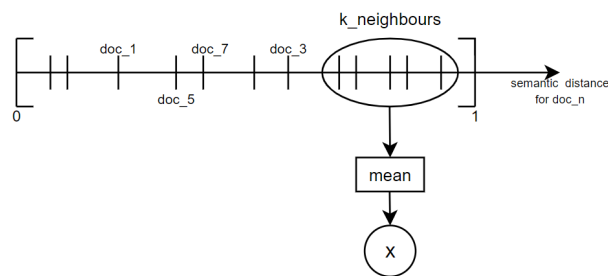 k_neighbours
doc_1
doc_7
doc_3
doc_5
semantic distance
for doc_n
0
1
mean
x